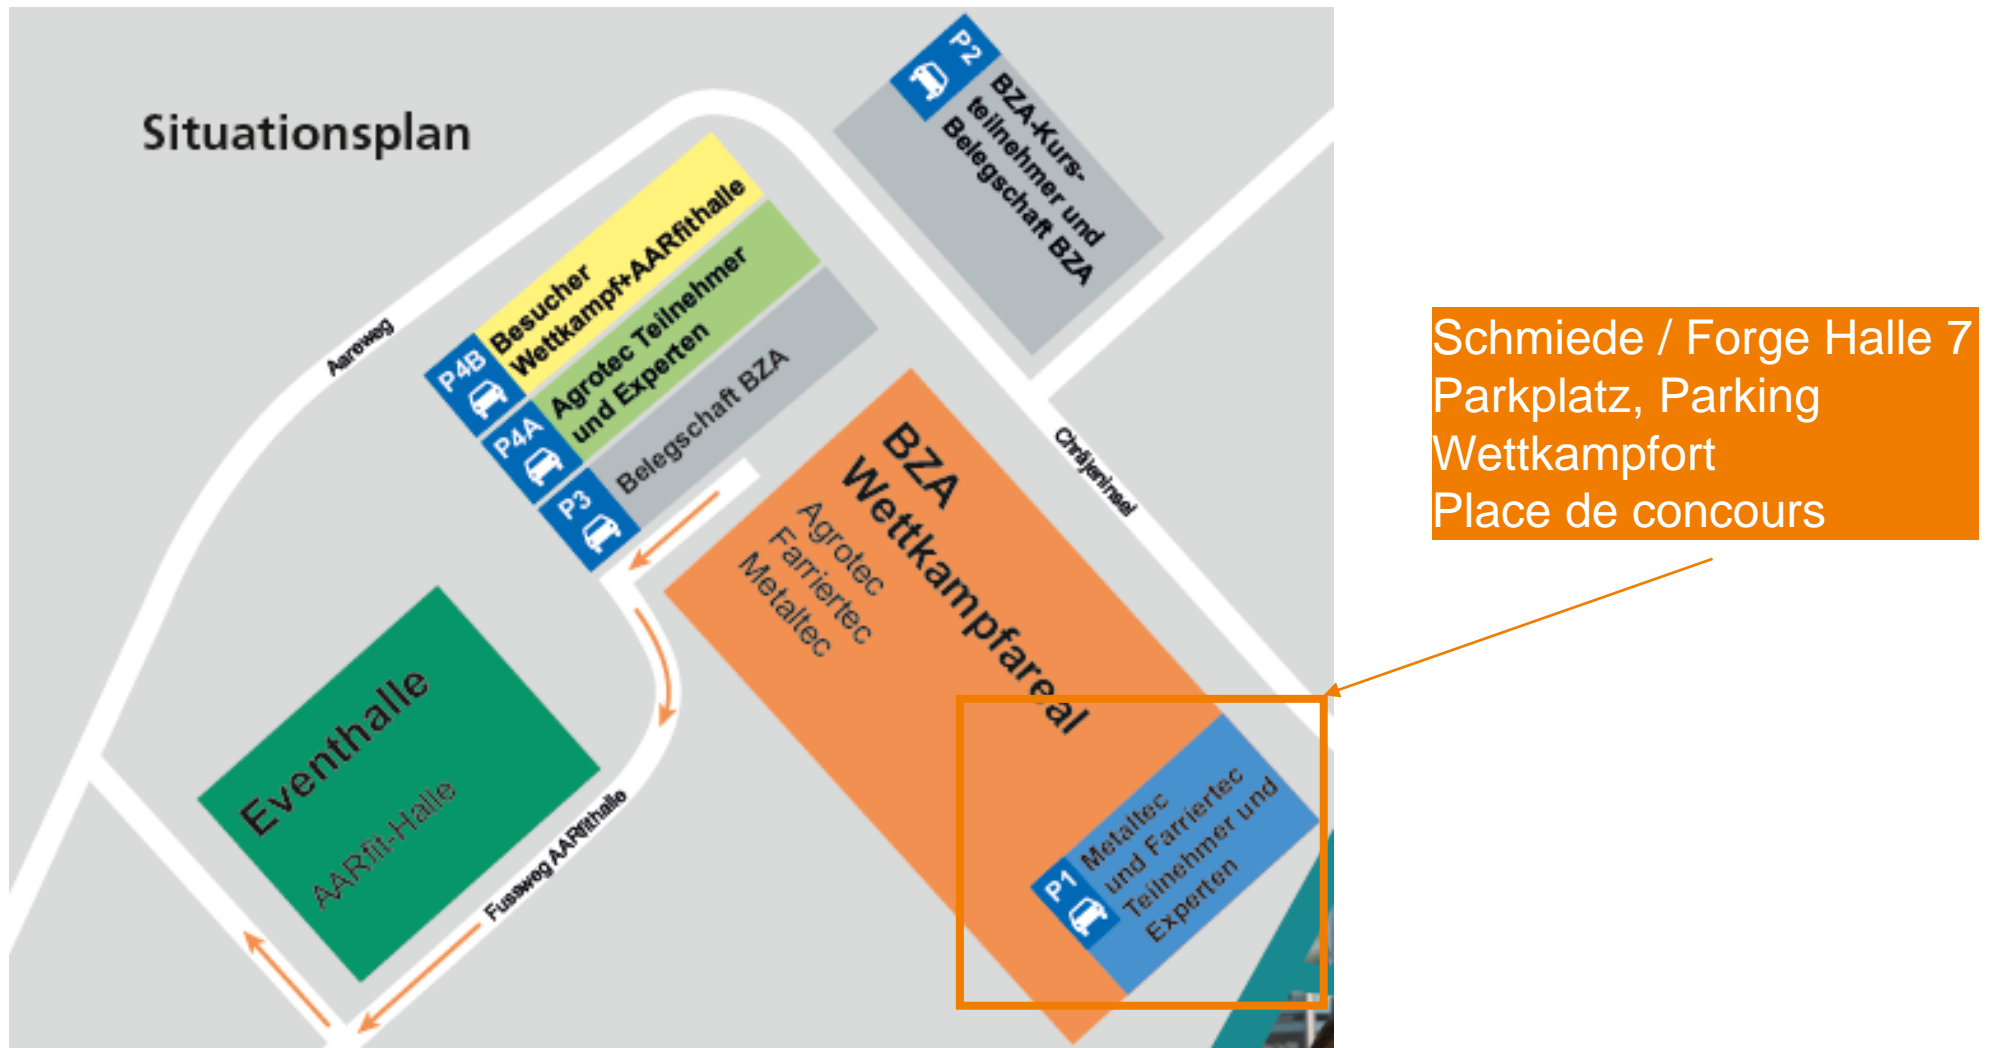 Situationsplan
P2
BZA-Kurs-
teilnehmer und
Belegschaft BZA
Aareweg
P4B
Besucher
Wettkampf+AARfithalle
P4A
Agrotec Teilnehmer
und Experten
P3
Belegschaft BZA
Chräjeninsel
BZA
Wettkampfareal
Agrotec
Farriertec
Metaltec
Schmiede / Forge Halle 7
Parkplatz, Parking
Wettkampfort
Place de concours
Eventhalle
AARfit-Halle
Fussweg AARfithalle
P1
Metaltec
und Farriertec
Teilnehmer und
Experten